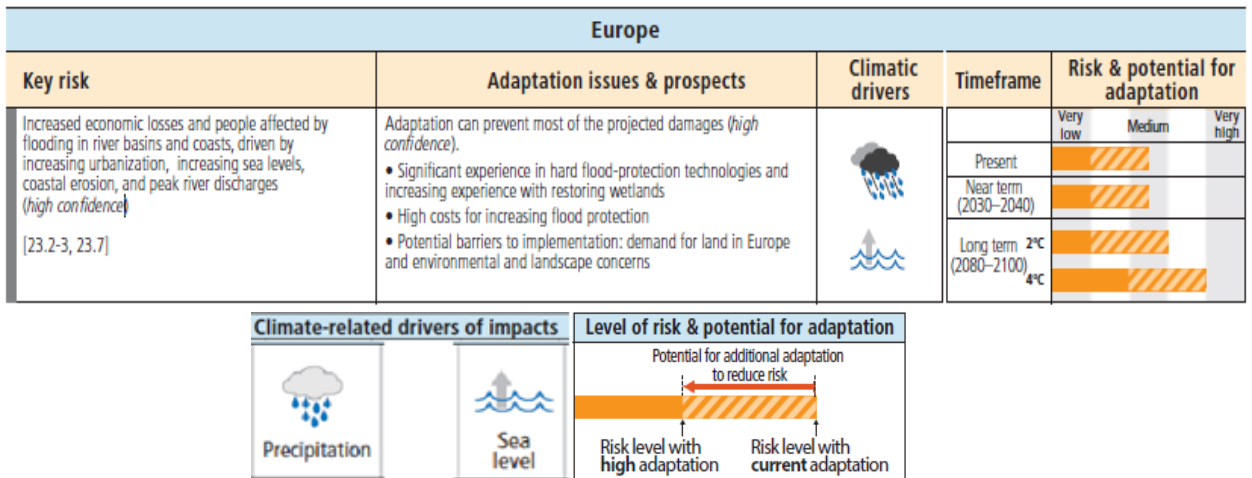 Europe
Key risk
Adaptation issues & prospects
Climatic
drivers
Timeframe
Risk & potential for
adaptation
Increased economic losses and people affected by
flooding in river basins and coasts, driven by
increasing urbanization, increasing sea levels,
coastal erosion, and peak river discharges
(high confidence)
[23.2-3, 23.7]
Adaptation can prevent most of the projected damages (high
confidence).
• Significant experience in hard flood-protection technologies and
increasing experience with restoring wetlands
• High costs for increasing flood protection
• Potential barriers to implementation: demand for land in Europe
and environmental and landscape concerns
Very
low
Medium
Very
high
Present
Near term
(2030–2040)
Long term 2°C
(2080–2100)
4°C
Climate-related drivers of impacts
Precipitation
Sea
level
Level of risk & potential for adaptation
Potential for additional adaptation
to reduce risk
Risk level with
high adaptation
Risk level with
current adaptation